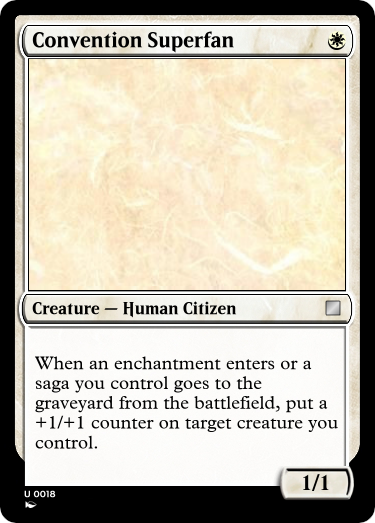 Convention Superfan
Creature — Human Citizen
When an enchantment enters or a
saga you control goes to the
graveyard from the battlefield, put a
+1/+1 counter on target creature you
control.
1/1
U 0018